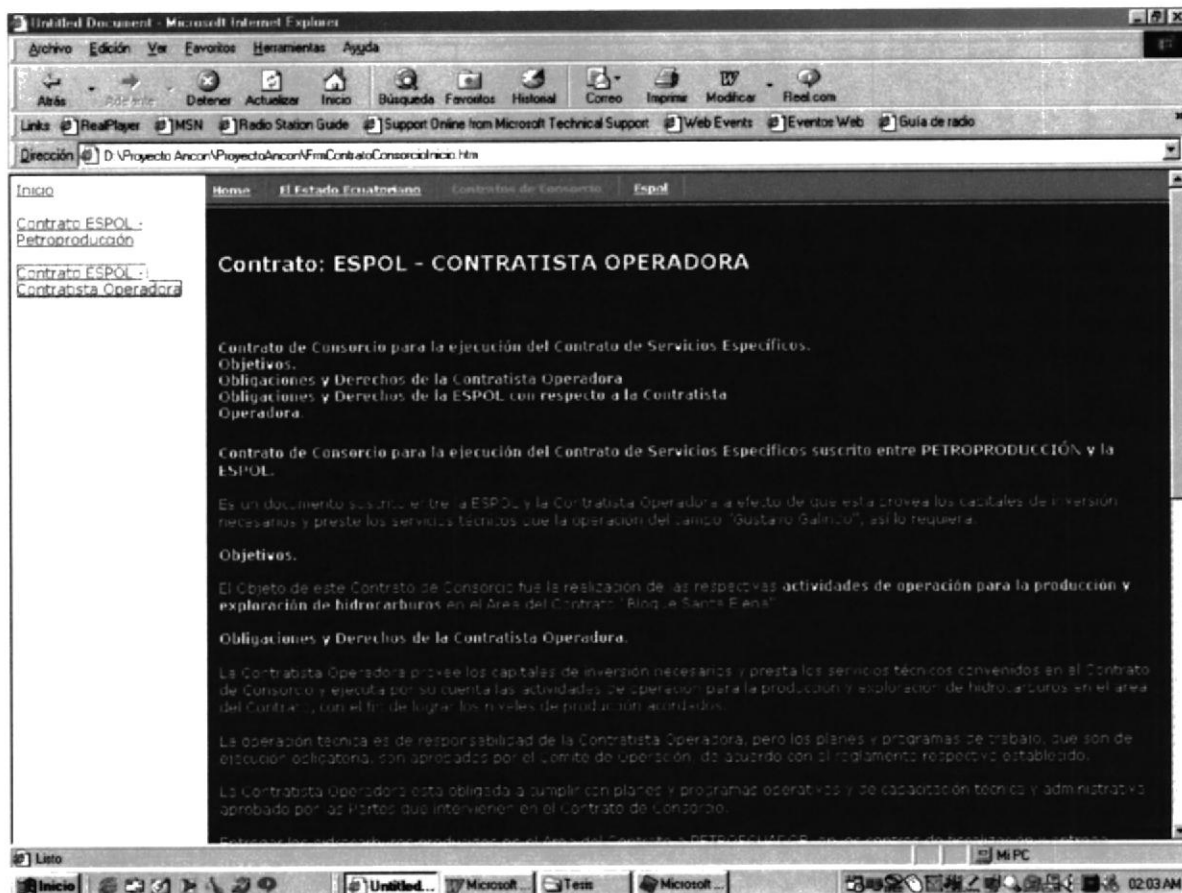 Untitled Document - Microsoft Internet Explorer
Archivo Edición Ver Favoritos Herramientas Ayuda
Atrás Adelante Detener Actualizar Inicio Búsqueda Favoritos Historial Correo Imprimir Modificar Reel.com
Links RealPlayer MSN Radio Station Guide Support Online from Microsoft Technical Support Web Events Eventos Web Guía de radio
Dirección D:\Proyecto Ancon\ProyectoAncon\FrmContratoConsorcioInicio.htm
Inicio
Contrato ESPOL -
Petroproducción
Contrato ESPOL -
Contratista Operadora
Home El Estado Ecuatoriano Contratos de Consorcio Espol
Contrato: ESPOL - CONTRATISTA OPERADORA
Contrato de Consorcio para la ejecución del Contrato de Servicios Específicos.
Objetivos.
Obligaciones y Derechos de la Contratista Operadora
Obligaciones y Derechos de la ESPOL con respecto a la Contratista
Operadora.
Contrato de Consorcio para la ejecución del Contrato de Servicios Específicos suscrito entre PETROPRODUCCIÓN y la
ESPOL.
Es un documento suscrito entre la ESPOL y la Contratista Operadora a efecto de que esta provea los capitales de inversión
necesarios y preste los servicios técnicos que la operación del campo "Gustavo Galindo", así lo requiera.
Objetivos.
El Objeto de este Contrato de Consorcio fue la realización de las respectivas actividades de operación para la producción y
exploración de hidrocarburos en el Area del Contrato "Bloque Santa Elena"
Obligaciones y Derechos de la Contratista Operadora.
La Contratista Operadora provee los capitales de inversión necesarios y presta los servicios técnicos convenidos en el Contrato
de Consorcio y ejecuta por su cuenta las actividades de operación para la producción y exploración de hidrocarburos en el área
del Contrato, con el fin de lograr los niveles de producción acordados.
La operación técnica es de responsabilidad de la Contratista Operadora, pero los planes y programas de trabajo, que son de
ejecución obligatoria, son aprobados por el Comité de Operación, de acuerdo con el reglamento respectivo establecido.
La Contratista Operadora esta obligada a cumplir con planes y programas operativos y de capacitación técnica y administrativa
aprobado por las Partes que intervienen en el Contrato de Consorcio.
Listo Mi PC
Inicio Untitled... Microsoft ... Tesis Microsoft ... 02:03 AM